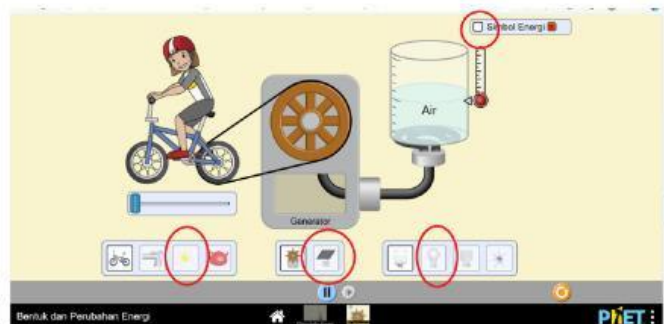 Simbol Energi
Air
Generator
Bentuk dan Perubahan Energi
PhET